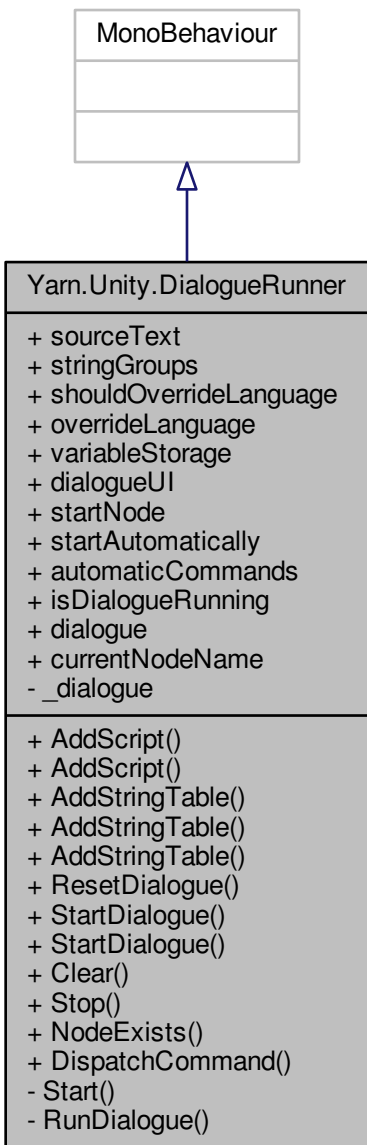 MonoBehaviour
Yarn.Unity.DialogueRunner
+ sourceText
+ stringGroups
+ shouldOverrideLanguage
+ overrideLanguage
+ variableStorage
+ dialogueUI
+ startNode
+ startAutomatically
+ automaticCommands
+ isDialogueRunning
+ dialogue
+ currentNodeName
- _dialogue
+ AddScript()
+ AddScript()
+ AddStringTable()
+ AddStringTable()
+ AddStringTable()
+ ResetDialogue()
+ StartDialogue()
+ StartDialogue()
+ Clear()
+ Stop()
+ NodeExists()
+ DispatchCommand()
- Start()
- RunDialogue()